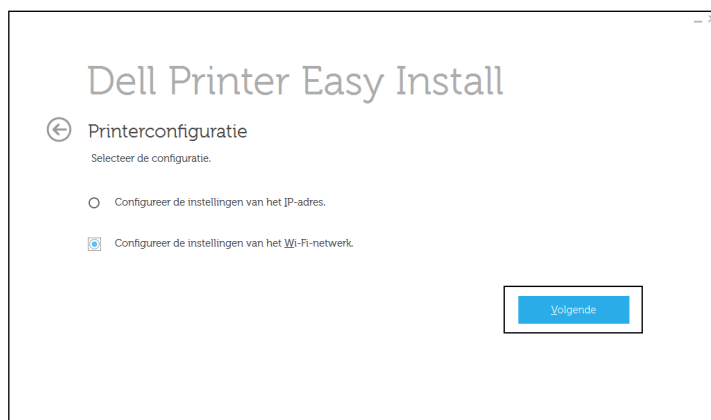 Dell Printer Easy Install
Printerconfiguratie
Selecteer de configuratie.
Configureer de instellingen van het IP-adres.
Configureer de instellingen van het Wi-Fi-netwerk.
Volgende